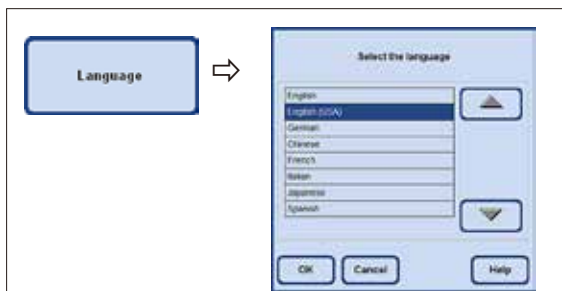 Language
Select the language
English
English (USA)
German
Chinese
French
Italian
Japanese
Spanish
OK
Cancel
Help